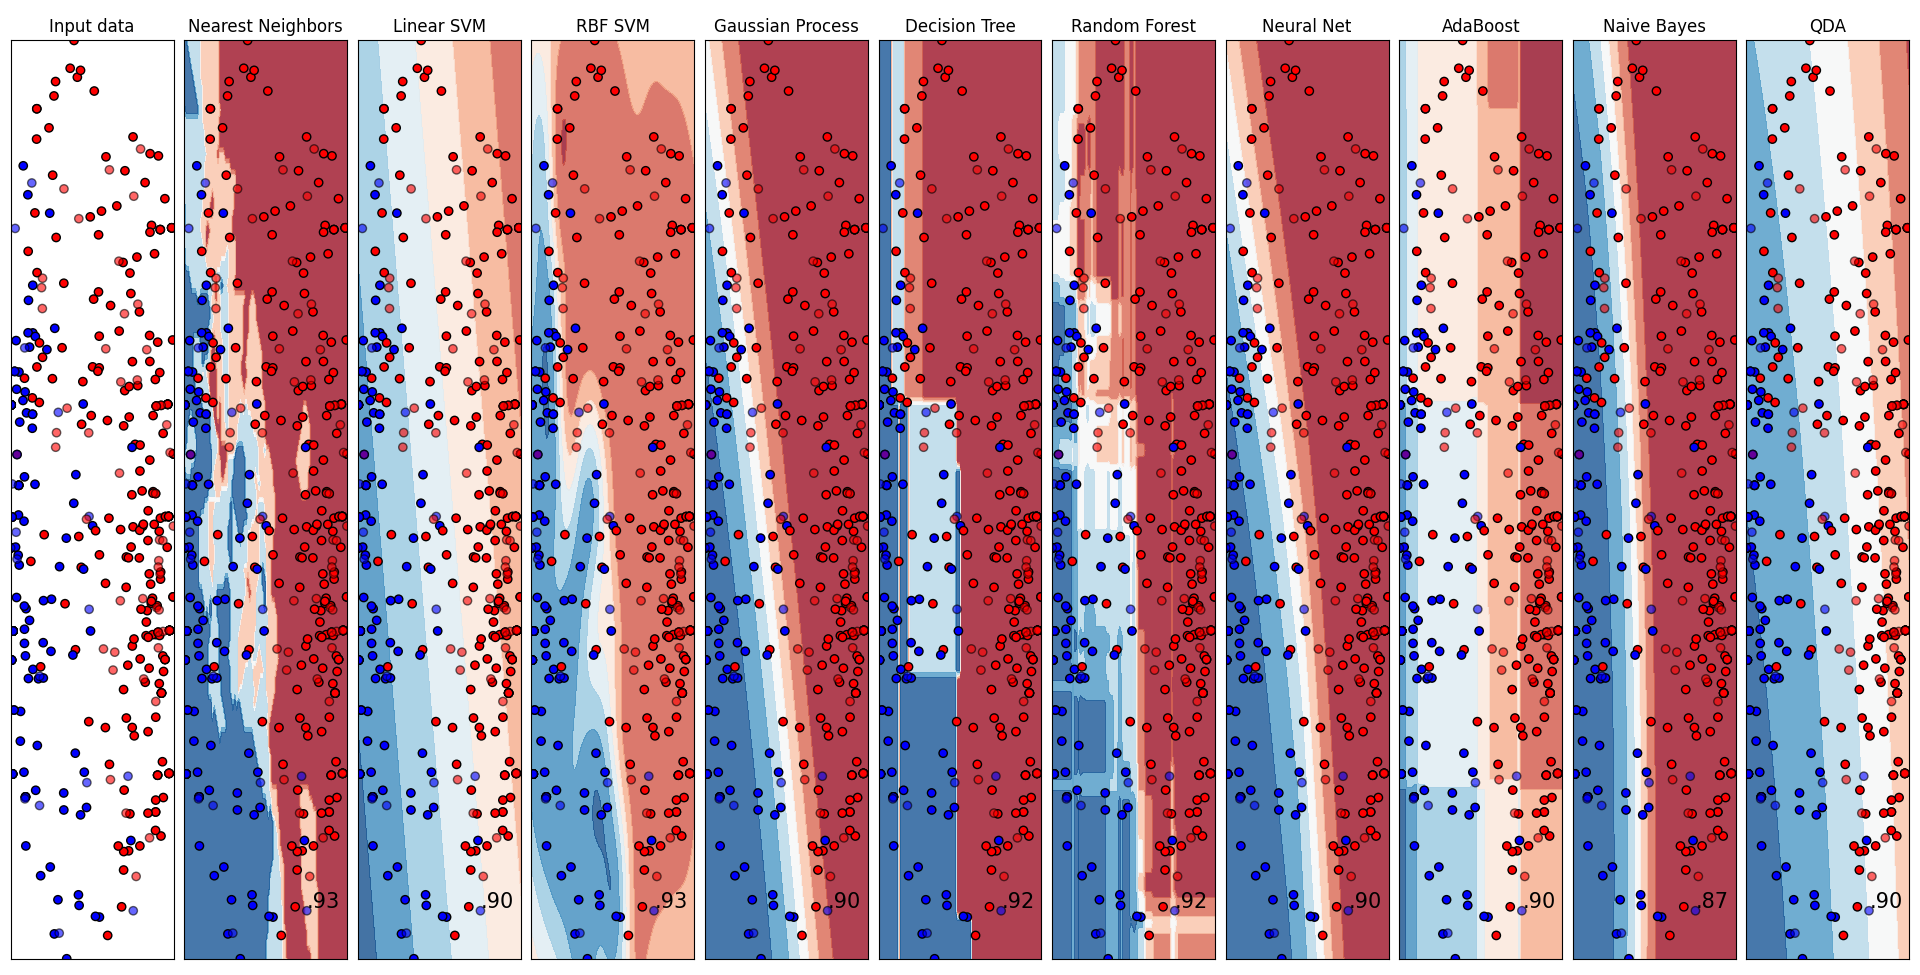 Input data
Nearest Neighbors
Linear SVM
RBF SVM
Gaussian Process
Decision Tree
Random Forest
Neural Net
AdaBoost
Naive Bayes
QDA
.93
.90
.93
.90
.92
.92
.90
.90
.87
.90